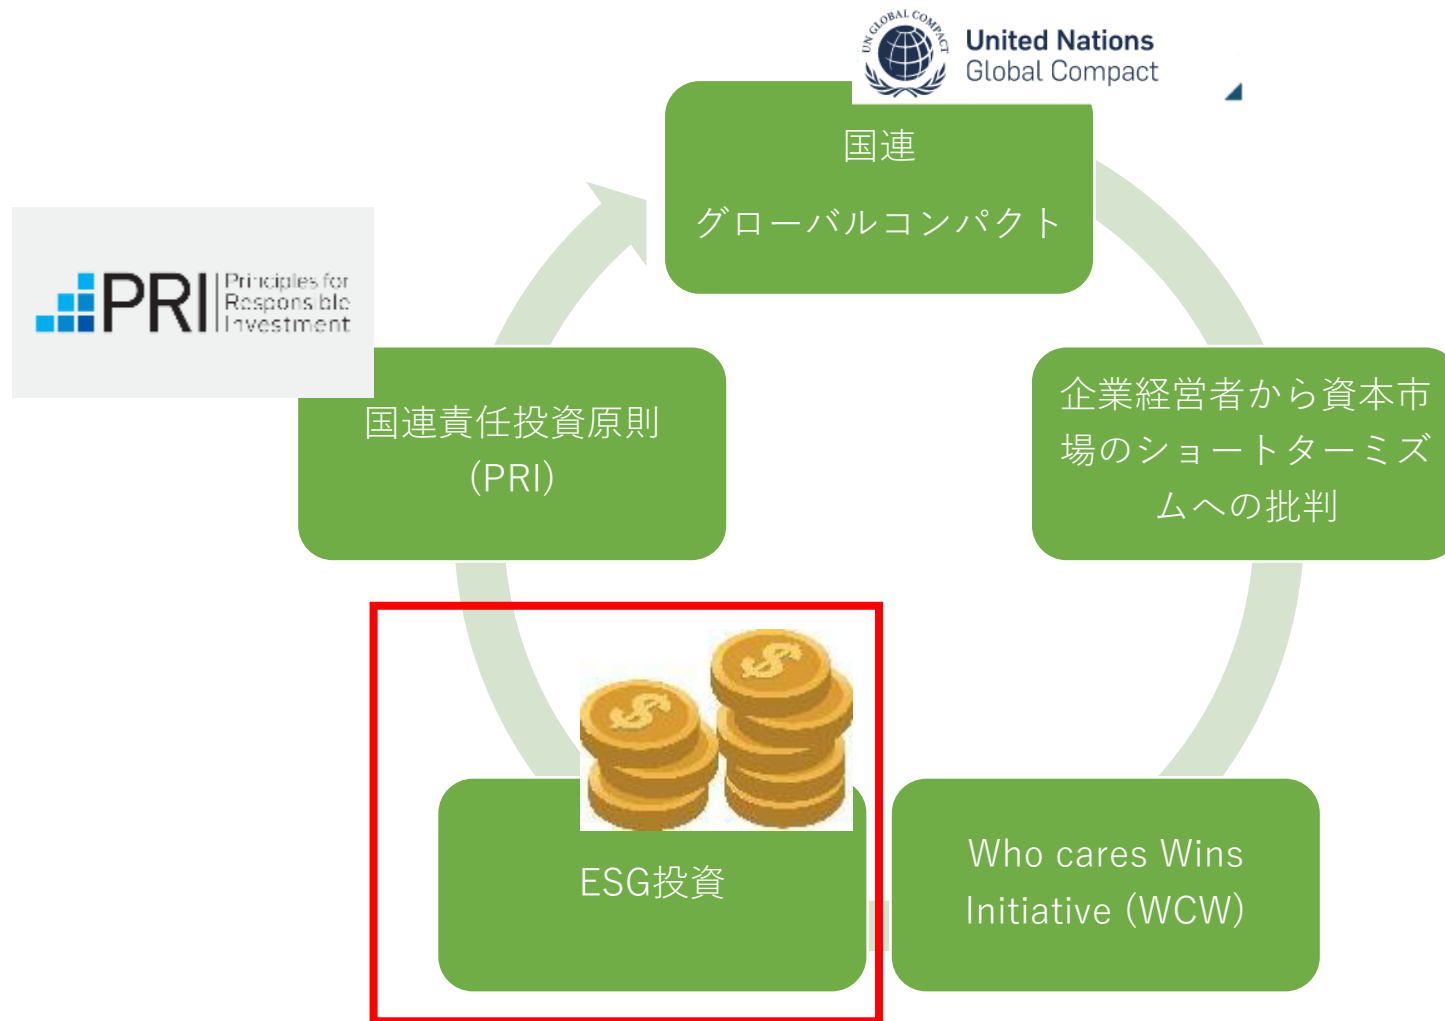 UN GLOBAL COMPACT
United Nations
Global Compact
国連
グローバルコンパクト
PRI
Principles for
Responsible
Investment
国連責任投資原則
(PRI)
企業経営者から資本市
場のショートターミズ
ムへの批判
ESG投資
Who cares Wins
Initiative (WCW)